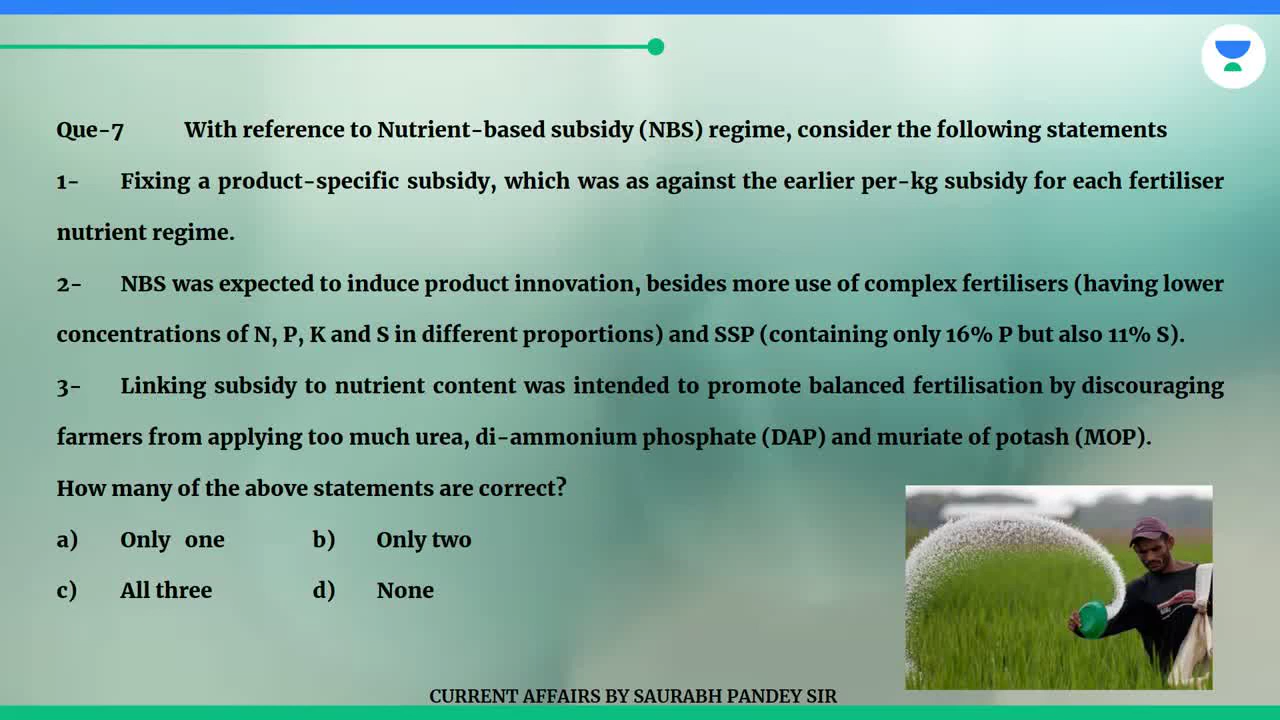 Que-7 With reference to Nutrient-based subsidy (NBS) regime, consider the following statements
1- Fixing a product-specific subsidy, which was as against the earlier per-kg subsidy for each fertiliser
nutrient regime.
2- NBS was expected to induce product innovation, besides more use of complex fertilisers (having lower
concentrations of N, P, K and S in different proportions) and SSP (containing only 16% P but also 11% S).
3- Linking subsidy to nutrient content was intended to promote balanced fertilisation by discouraging
farmers from applying too much urea, di-ammonium phosphate (DAP) and muriate of potash (MOP).
How many of the above statements are correct?
a) Only one b) Only two
c) All three d) None
CURRENT AFFAIRS BY SAURABH PANDEY SIR